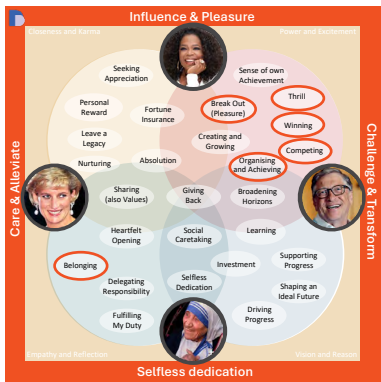 Influence & Pleasure
Closeness and Karma
Power and Excitement
Seeking
Appreciation
Sense of own
Achievement
Personal
Reward
Fortune
Insurance
Break Out
(Pleasure)
Thrill
Winning
Leave a
Legacy
Creating and
Growing
Competing
Nurturing
Absolution
Organising
and Achieving
Care & Alleviate
Challenge & Transform
Sharing
(also Values)
Giving
Back
Broadening
Horizons
Heartfelt
Opening
Social
Caretaking
Learning
Belonging
Investment
Supporting
Progress
Delegating
Responsibility
Selfless
Dedication
Shaping an
Ideal Future
Fulfilling
My Duty
Driving
Progress
Empathy and Reflection
Vision and Reason
Selfless dedication